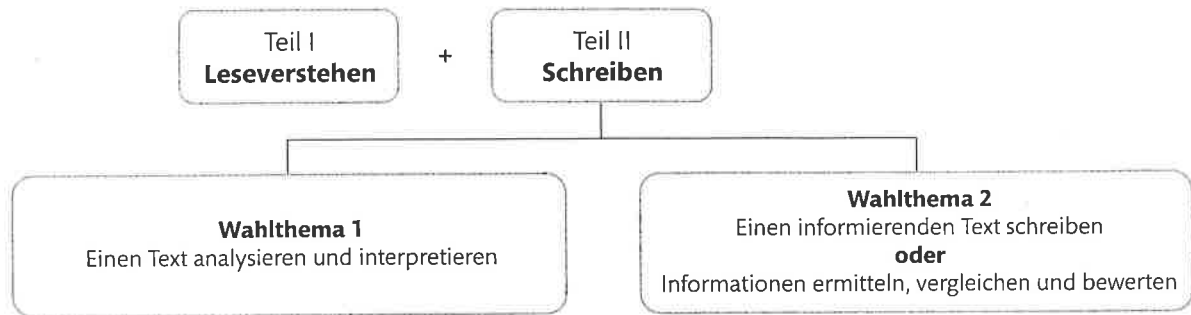 Teil I
Leseverstehen
+
Teil II
Schreiben
Wahlthema 1
Einen Text analysieren und interpretieren
Wahlthema 2
Einen informierenden Text schreiben
oder
Informationen ermitteln, vergleichen und bewerten